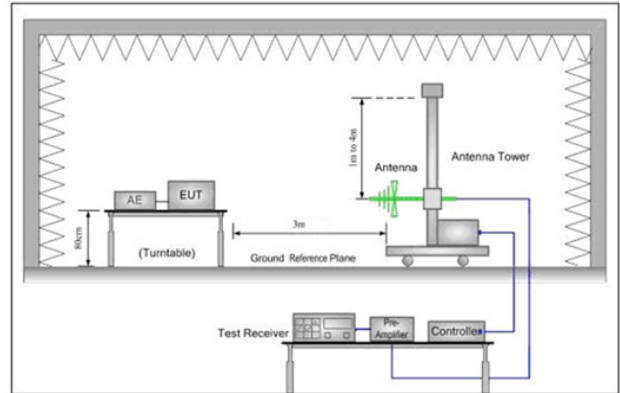 1m to 4m
Antenna
Antenna Tower
AE
EUT
80cm
(Turntable)
3m
Ground Reference Plane
Test Receiver
Pre-
Amplifier
Controller